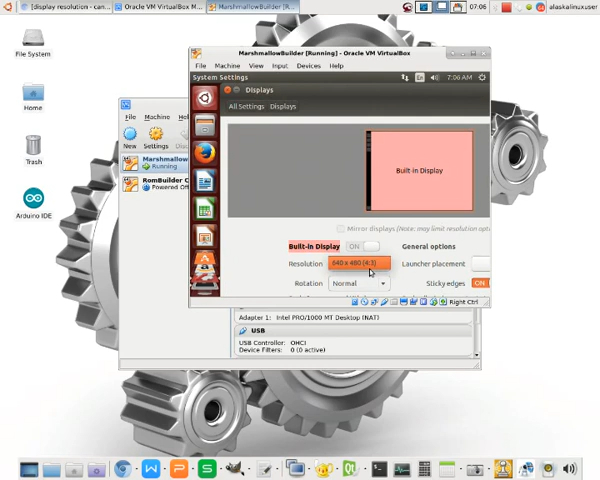 [display resolution - can...
Oracle VM VirtualBox M...
MarshmallowBuilder [R...
07:06
alaskalinuxuser
File System
Home
Trash
Arduino IDE
File Machine Hel
New Settings Dis
Marshmallow
Running
RomBuilder C
Powered Off
MarshmallowBuilder [Running] - Oracle VM VirtualBox
File Machine View Input Devices Help
System Settings
En
7:06 AM
Displays
All Settings Displays
Built in Display
Mirror displays (Note: may limit resolution opti
Built-in Display
ON
General options
Resolution
640 x 480 (4:3)
Launcher placement
Rotation
Normal
Sticky edges
ON
Right Ctrl
Adapter 1: Intel PRO/1000 MT Desktop (NAT)
USB
USB Controller: OHCI
Device Filters: 0 (0 active)